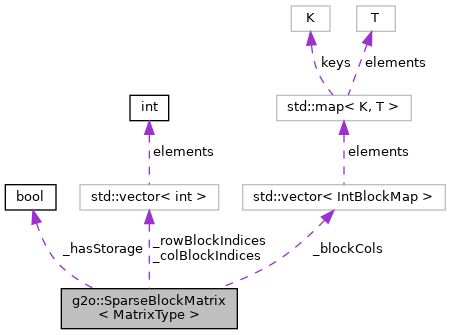 K
T
keys
elements
int
std::map< K, T >
elements
elements
bool
std::vector< int >
std::vector< IntBlockMap >
_hasStorage
_rowBlockIndices
_colBlockIndices
_blockCols
g2o::SparseBlockMatrix
< MatrixType >